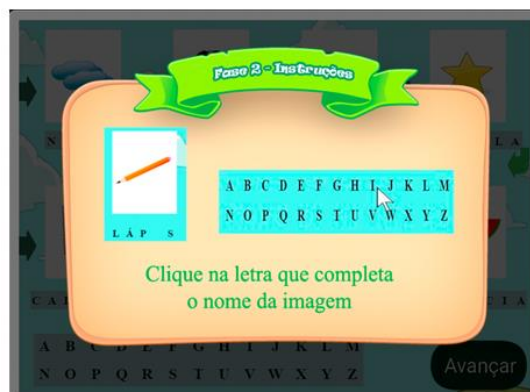 Fase 2 - Instruções
L Á P S
A B C D E F G H I J K L M
N O P Q R S T U V W X Y Z
Clique na letra que completa
o nome da imagem
N
L A
C A
C I A
A B C D E F G H I J K L M
N O P Q R S T U V W X Y Z
Avançar